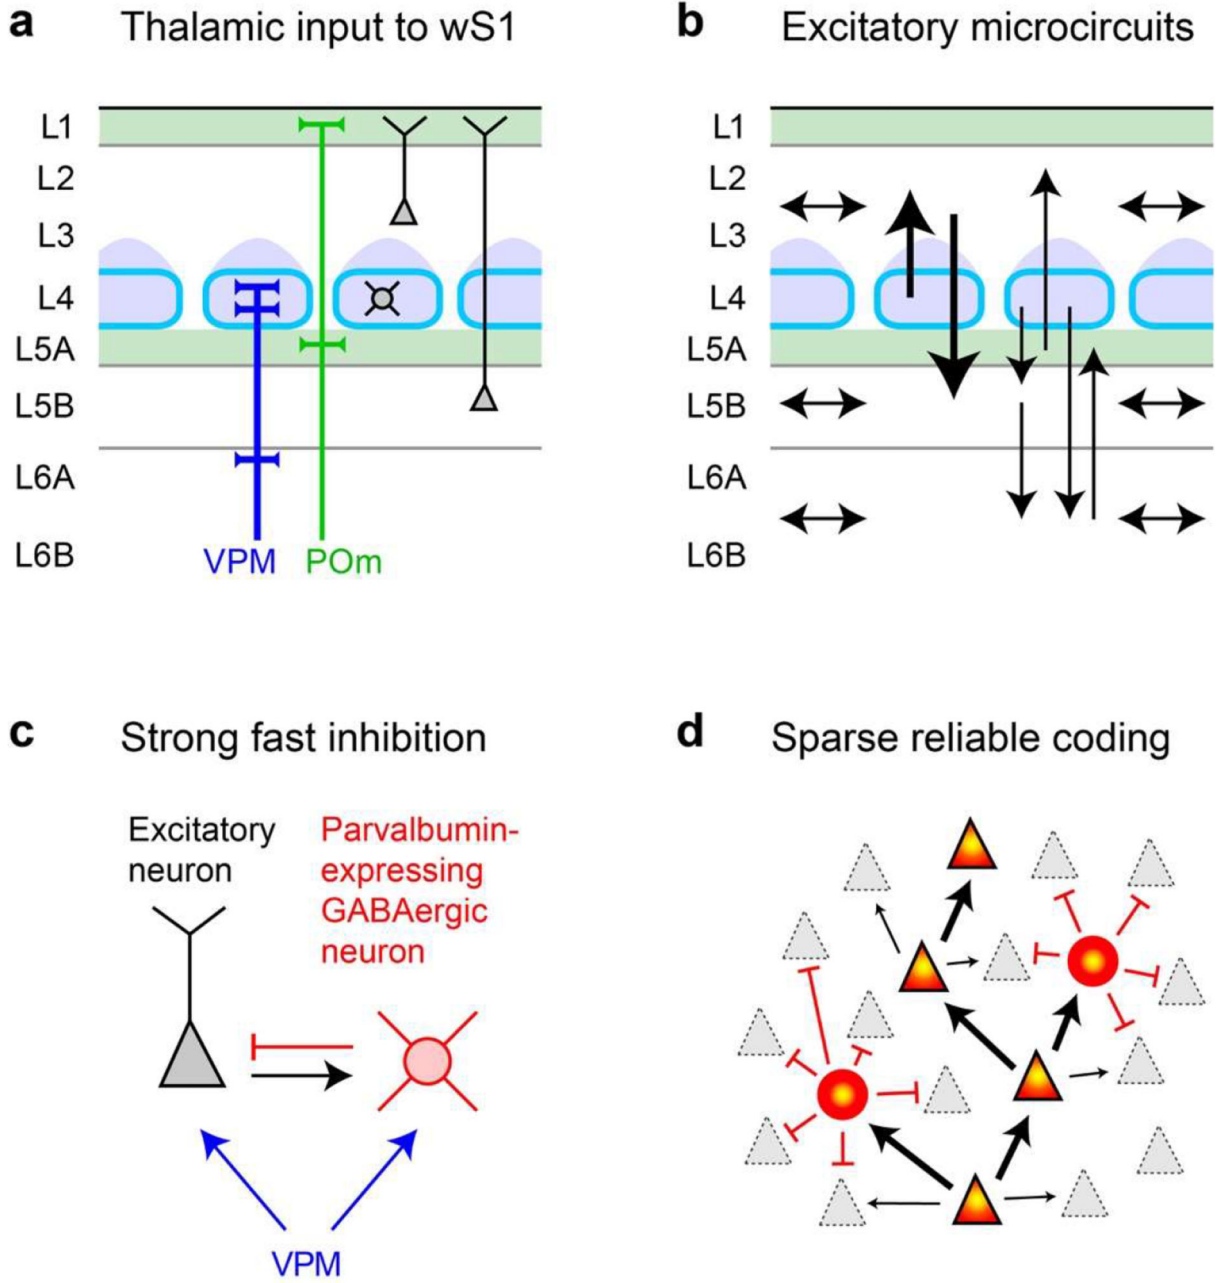 a Thalamic input to wS1
L1
L2
L3
L4
L5A
L5B
L6A
L6B
VPM POm
b Excitatory microcircuits
L1
L2
L3
L4
L5A
L5B
L6A
L6B
c Strong fast inhibition
Excitatory
neuron
Parvalbumin-
expressing
GABAergic
neuron
VPM
d Sparse reliable coding